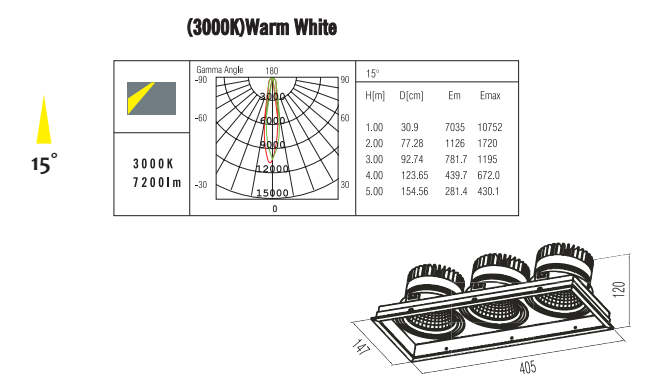 (3000K)Warm White
Gamma Angle 180
-90 90
3000
-60 6000 60
9000
12000
-30 15000 30
0
15°
3000K
7200lm
15°
H[m] D[cm] Em Emax
1.00 30.9 7035 10752
2.00 77.28 1126 1720
3.00 92.74 781.7 1195
4.00 123.65 439.7 672.0
5.00 154.56 281.4 430.1
120
147
405